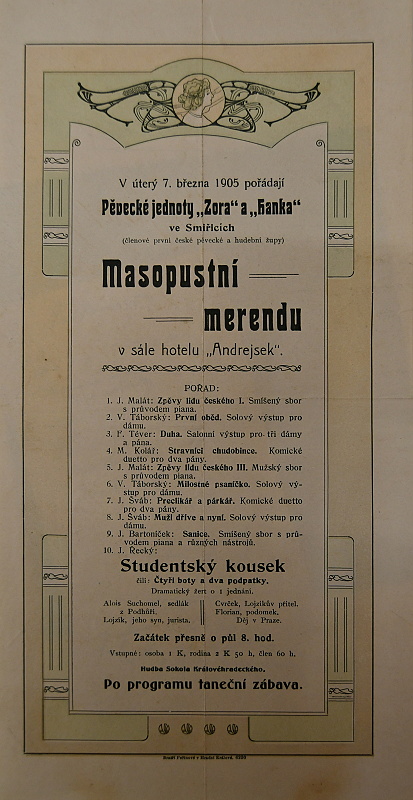 V úterý 7. března 1905 pořádají
Pěvecké jednoty „Zora“ a „Hanka“
ve Smiřicích
(členové první české pěvecké a hudební župy)
Masopustní
merendu
v sále hotelu „Andrejsek“.
POŘAD:
1. J. Malát: Zpěvy lidu českého I. Smíšený sbor
s průvodem piana.
2. V. Táborský: První oběd. Solový výstup pro
dámu.
3. F. Téver: Duha. Salonní výstup pro tři dámy
a pána.
4. M. Kolář: Stravníci chudobince. Komické
duetto pro dva pány.
5. J. Malát: Zpěvy lidu českého III. Mužský sbor
s průvodem piana.
6. V. Táborský: Milostné psaníčko. Solový vý-
stup pro dámu.
7. J. Šváb: Preclikář a párkář. Komické duetto
pro dva pány.
8. J. Šváb: Muži dříve a nyní. Solový výstup pro
dámu.
9. J. Bartoníček: Sanice. Smíšený sbor s prů-
vodem piana a různých nástrojů.
10. J. Řecký:
Studentský kousek
čili: Čtyři boty a dva podpatky.
Dramatický žert o 1 jednání.
Alois Suchomel, sedlák
z Podhůří.
Lojzík, jeho syn, jurista.
Cvrček, Lojzíkův přítel.
Florian, podomek.
Děj v Praze.
Začátek přesně o půl 8. hod.
Vstupné: osoba 1 K, rodina 2 K 50 h, člen 60 h.
Hudba Sokola Královéhradeckého.
Po programu taneční zábava.